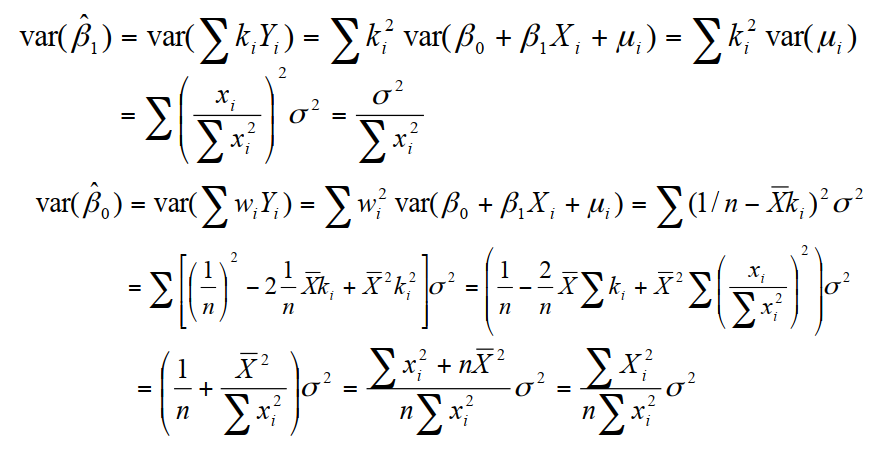 var(β̂₁) = var(∑kᵢYᵢ) = ∑kᵢ² var(β₀ + β₁Xᵢ + μᵢ) = ∑kᵢ² var(μᵢ)
= ∑(xᵢ / ∑xᵢ²)² σ² = σ² / ∑xᵢ²
var(β̂₀) = var(∑wᵢYᵢ) = ∑wᵢ² var(β₀ + β₁Xᵢ + μᵢ) = ∑(1/n − X̄kᵢ)² σ²
= ∑[(1/n)² − 2 1/n X̄kᵢ + X̄²kᵢ²]σ² = (1/n − 2/n X̄∑kᵢ + X̄²∑(xᵢ / ∑xᵢ²)²)σ²
= (1/n + X̄² / ∑xᵢ²)σ² = (∑xᵢ² + nX̄²) / (n∑xᵢ²) σ² = ∑Xᵢ² / (n∑xᵢ²) σ²